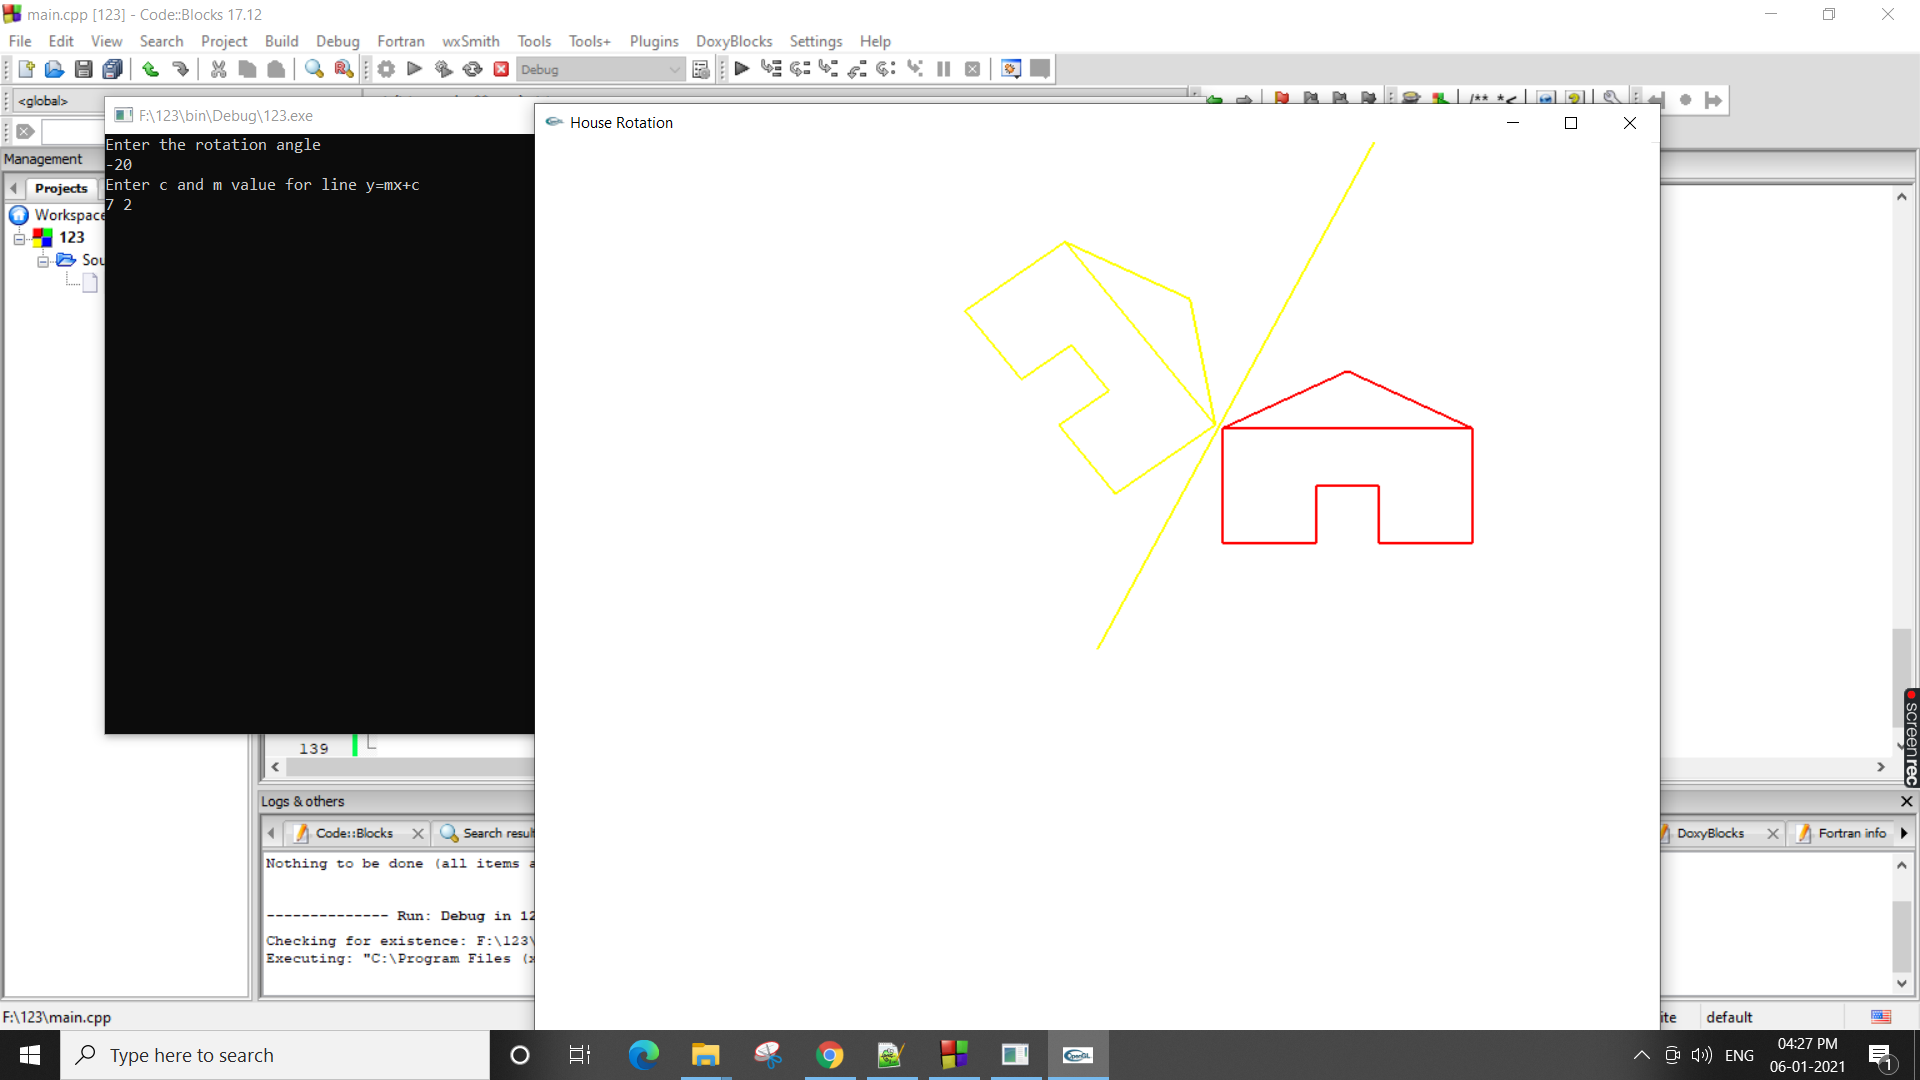 main.cpp [123] - Code::Blocks 17.12
File Edit View Search Project Build Debug Fortran wxSmith Tools Tools+ Plugins DoxyBlocks Settings Help
Debug
<global>
/** *<
F:\123\bin\Debug\123.exe
House Rotation
Enter the rotation angle
-20
Enter c and m value for line y=mx+c
7 2
Management
Projects
Workspace
123
Sou
139
screenrec
Logs & others
Code::Blocks
Search resul
DoxyBlocks
Fortran info
Nothing to be done (all items a
-------------- Run: Debug in 12
Checking for existence: F:\123\
Executing: "C:\Program Files (x
F:\123\main.cpp
ite
default
Type here to search
OpenGL
ENG
04:27 PM
06-01-2021
1